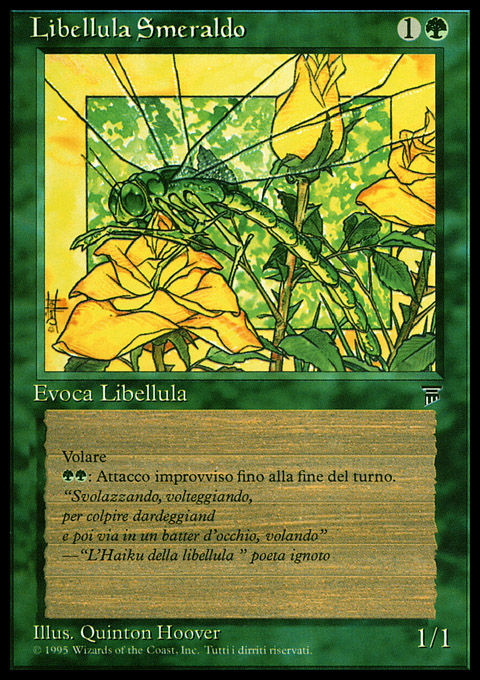 Libellula Smeraldo 1
Evoca Libellula
Volare
: Attacco improvviso fino alla fine del turno.
“Svolazzando, volteggiando,
per colpire dardeggiand
e poi via in un batter d'occhio, volando”
—“L'Haiku della libellula ” poeta ignoto
Illus. Quinton Hoover
1/1
© 1995 Wizards of the Coast, Inc. Tutti i dirriti riservati.